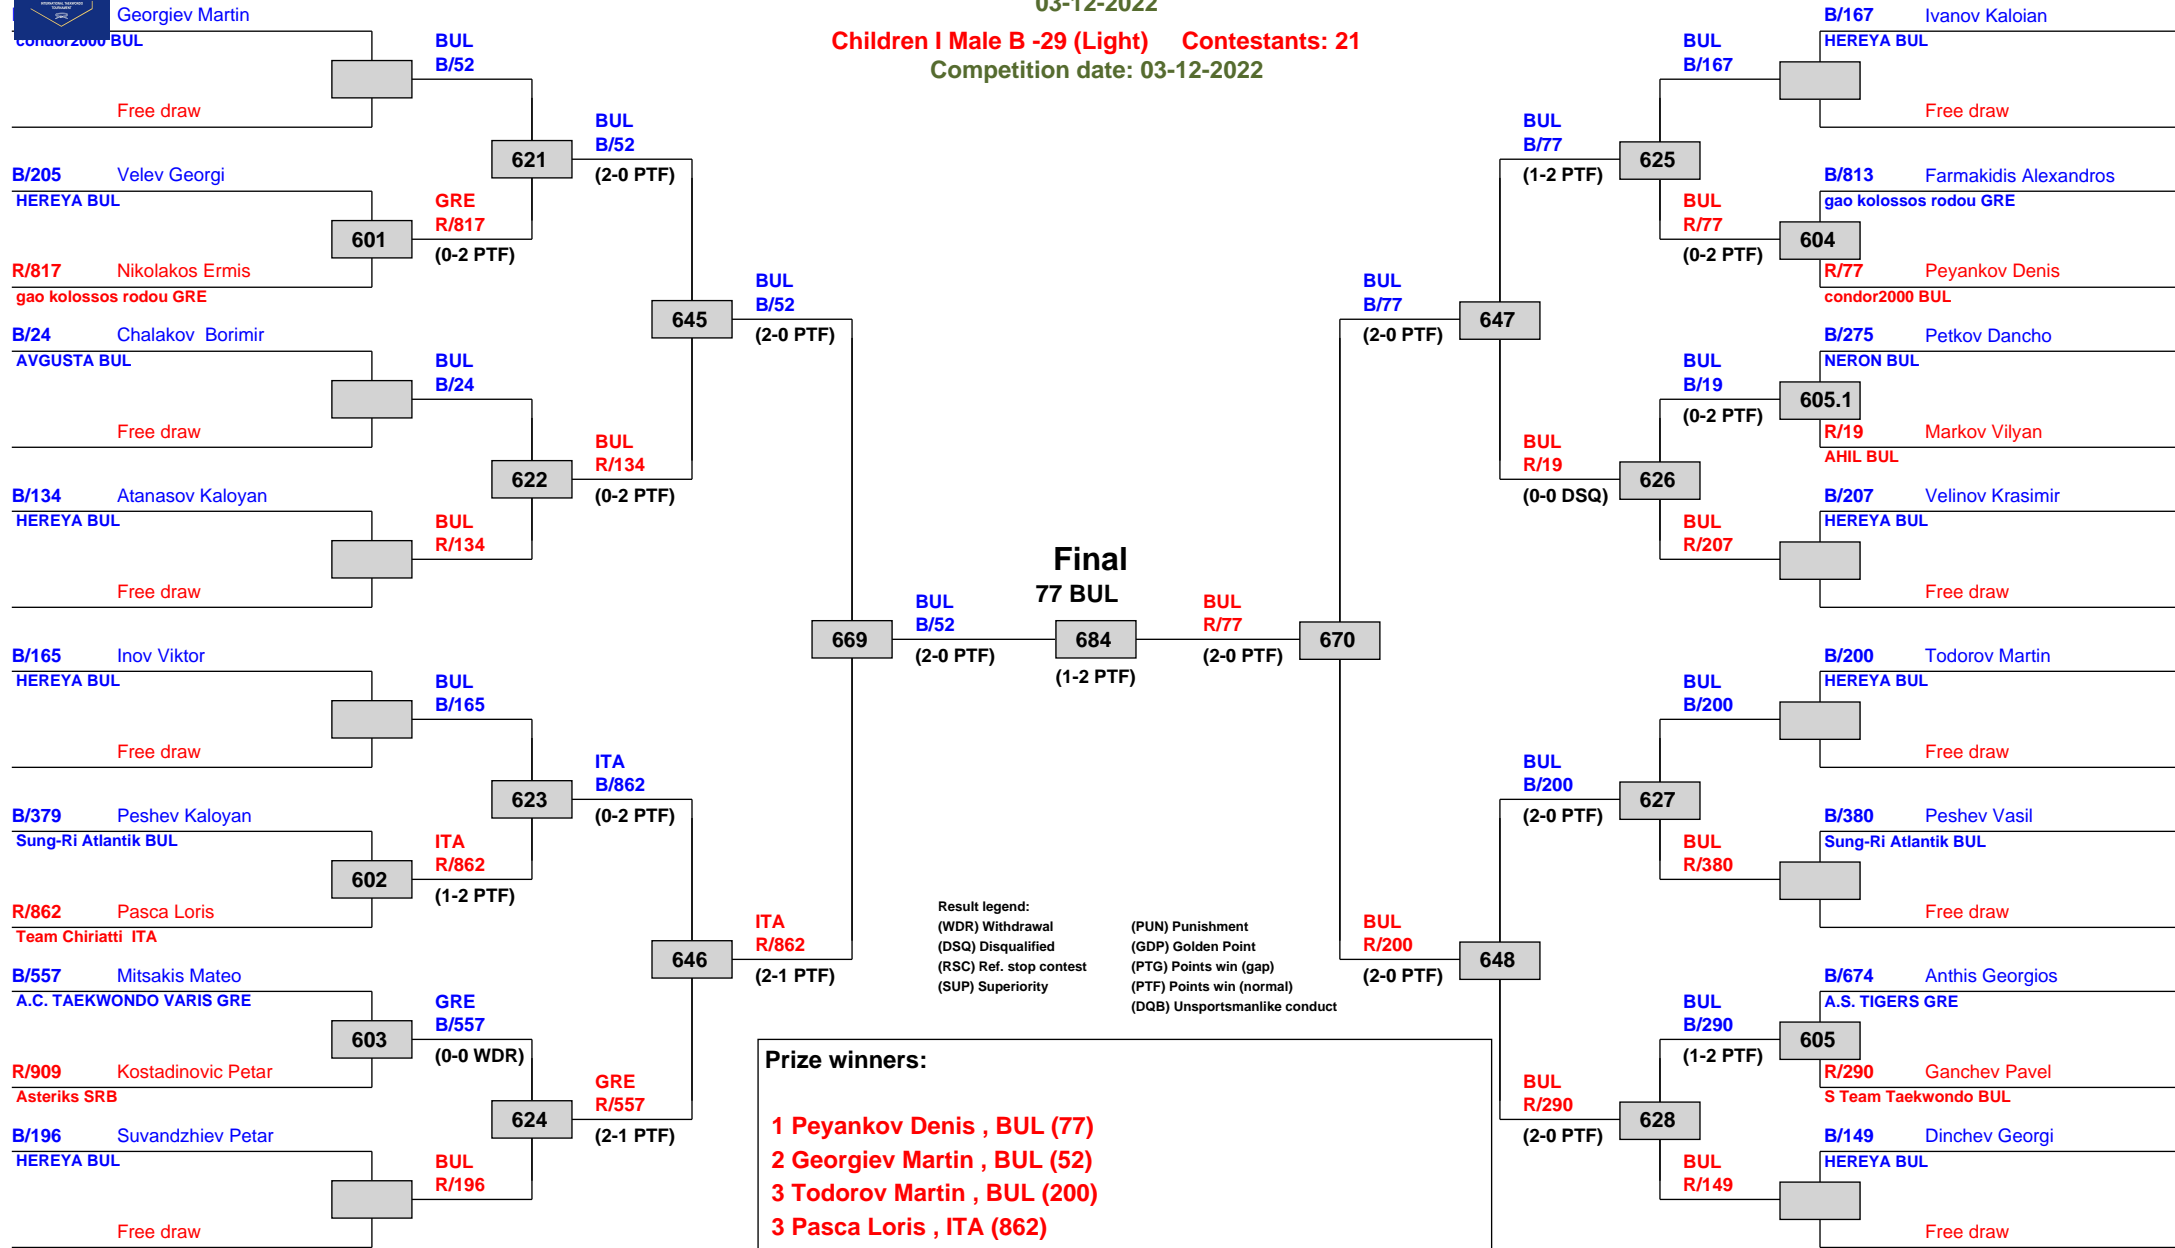 03-12-2022
Children I Male B -29 (Light) Contestants: 21
Competition date: 03-12-2022
Georgiev Martin
condor2000 BUL
Free draw
B/205 Velev Georgi
HEREYA BUL
601
R/817 Nikolakos Ermis
gao kolossos rodou GRE
B/24 Chalakov Borimir
AVGUSTA BUL
Free draw
B/134 Atanasov Kaloyan
HEREYA BUL
Free draw
B/165 Inov Viktor
HEREYA BUL
Free draw
B/379 Peshev Kaloyan
Sung-Ri Atlantik BUL
602
R/862 Pasca Loris
Team Chiriatti ITA
B/557 Mitsakis Mateo
A.C. TAEKWONDO VARIS GRE
603
R/909 Kostadinovic Petar
Asteriks SRB
B/196 Suvandzhiev Petar
HEREYA BUL
Free draw
BUL
B/52
621
GRE
R/817
(0-2 PTF)
BUL
B/24
622
BUL
R/134
BUL
B/165
623
ITA
R/862
(1-2 PTF)
GRE
B/557
(0-0 WDR)
624
BUL
R/196
BUL
B/52
(2-0 PTF)
645
BUL
R/134
(0-2 PTF)
ITA
B/862
(0-2 PTF)
646
GRE
R/557
(2-1 PTF)
BUL
B/52
(2-0 PTF)
669
ITA
R/862
(2-1 PTF)
BUL
B/52
(2-0 PTF)
Final
77 BUL
684
(1-2 PTF)
BUL
R/77
(2-0 PTF)
670
BUL
B/77
(2-0 PTF)
647
BUL
R/200
(2-0 PTF)
648
BUL
B/77
(1-2 PTF)
625
BUL
R/19
(0-0 DSQ)
626
BUL
B/200
(2-0 PTF)
627
BUL
R/290
(2-0 PTF)
628
BUL
B/167
BUL
R/77
(0-2 PTF)
BUL
B/19
(0-2 PTF)
BUL
R/207
BUL
B/200
BUL
R/380
BUL
B/290
(1-2 PTF)
BUL
R/149
B/167 Ivanov Kaloian
HEREYA BUL
Free draw
B/813 Farmakidis Alexandros
gao kolossos rodou GRE
604
R/77 Peyankov Denis
condor2000 BUL
B/275 Petkov Dancho
NERON BUL
605.1
R/19 Markov Vilyan
AHIL BUL
B/207 Velinov Krasimir
HEREYA BUL
Free draw
B/200 Todorov Martin
HEREYA BUL
Free draw
B/380 Peshev Vasil
Sung-Ri Atlantik BUL
Free draw
B/674 Anthis Georgios
A.S. TIGERS GRE
605
R/290 Ganchev Pavel
S Team Taekwondo BUL
B/149 Dinchev Georgi
HEREYA BUL
Free draw
Result legend:
(WDR) Withdrawal
(DSQ) Disqualified
(RSC) Ref. stop contest
(SUP) Superiority
(PUN) Punishment
(GDP) Golden Point
(PTG) Points win (gap)
(PTF) Points win (normal)
(DQB) Unsportsmanlike conduct
Prize winners:
1 Peyankov Denis , BUL (77)
2 Georgiev Martin , BUL (52)
3 Todorov Martin , BUL (200)
3 Pasca Loris , ITA (862)